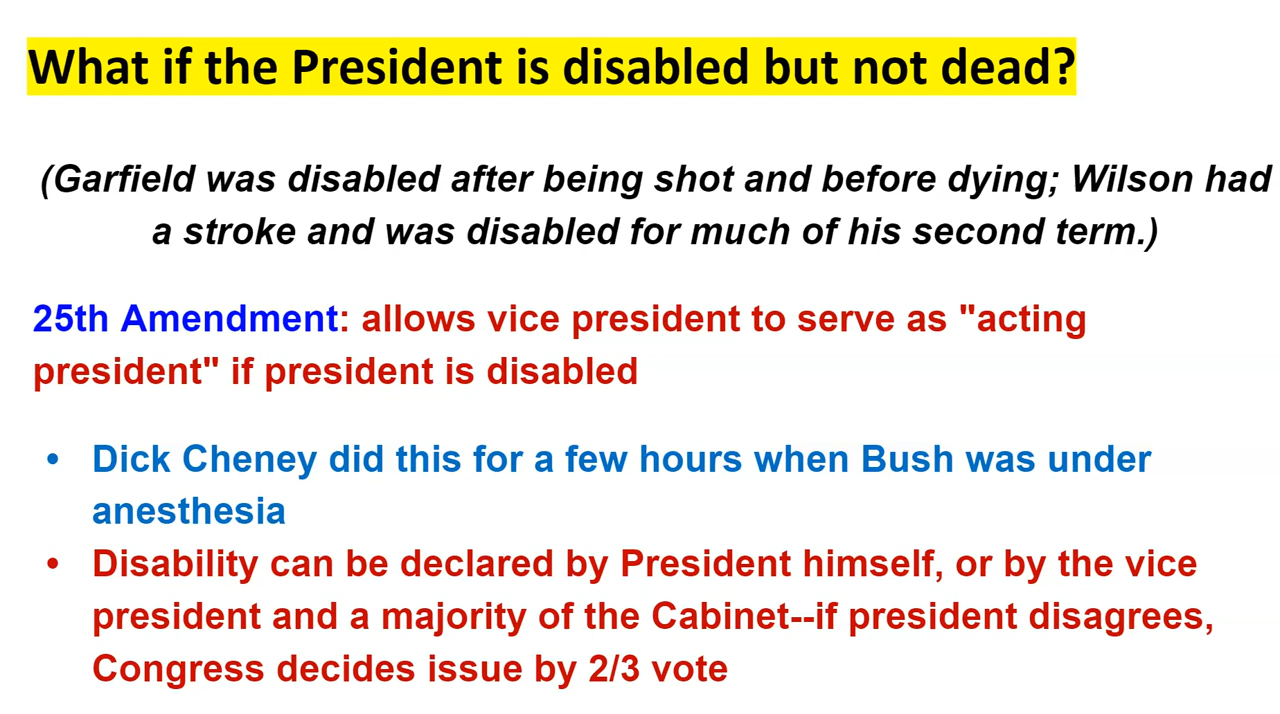 What if the President is disabled but not dead?
(Garfield was disabled after being shot and before dying; Wilson had
a stroke and was disabled for much of his second term.)
25th Amendment: allows vice president to serve as "acting
president" if president is disabled
• Dick Cheney did this for a few hours when Bush was under
anesthesia
• Disability can be declared by President himself, or by the vice
president and a majority of the Cabinet--if president disagrees,
Congress decides issue by 2/3 vote